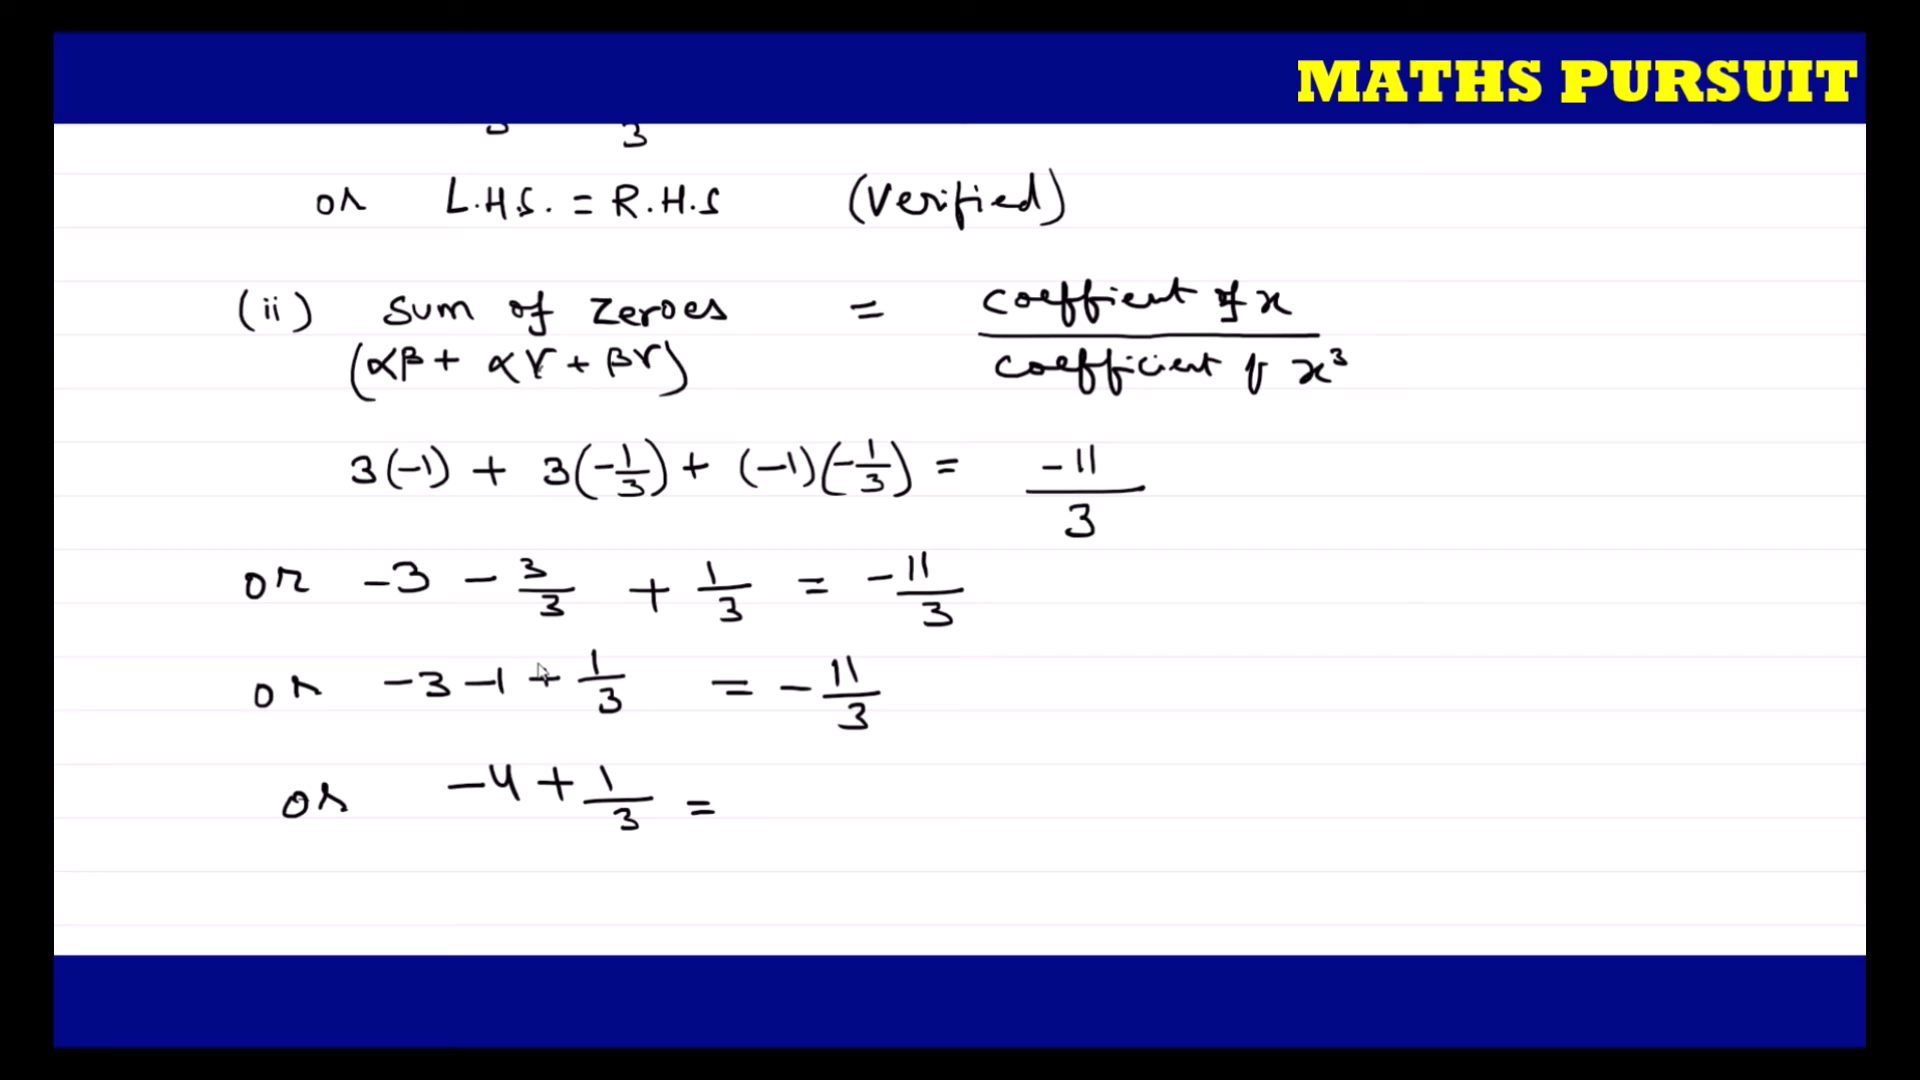 MATHS PURSUIT
3
or L.H.S. = R.H.S (Verified)
(ii) Sum of Zeroes = coeffient of x
(αβ + αγ + βγ) coefficient of x³
3(-1) + 3(-1/3) + (-1)(-1/3) = -11/3
or -3 - 3/3 + 1/3 = -11/3
or -3 -1 + 1/3 = -11/3
or -4 + 1/3 =